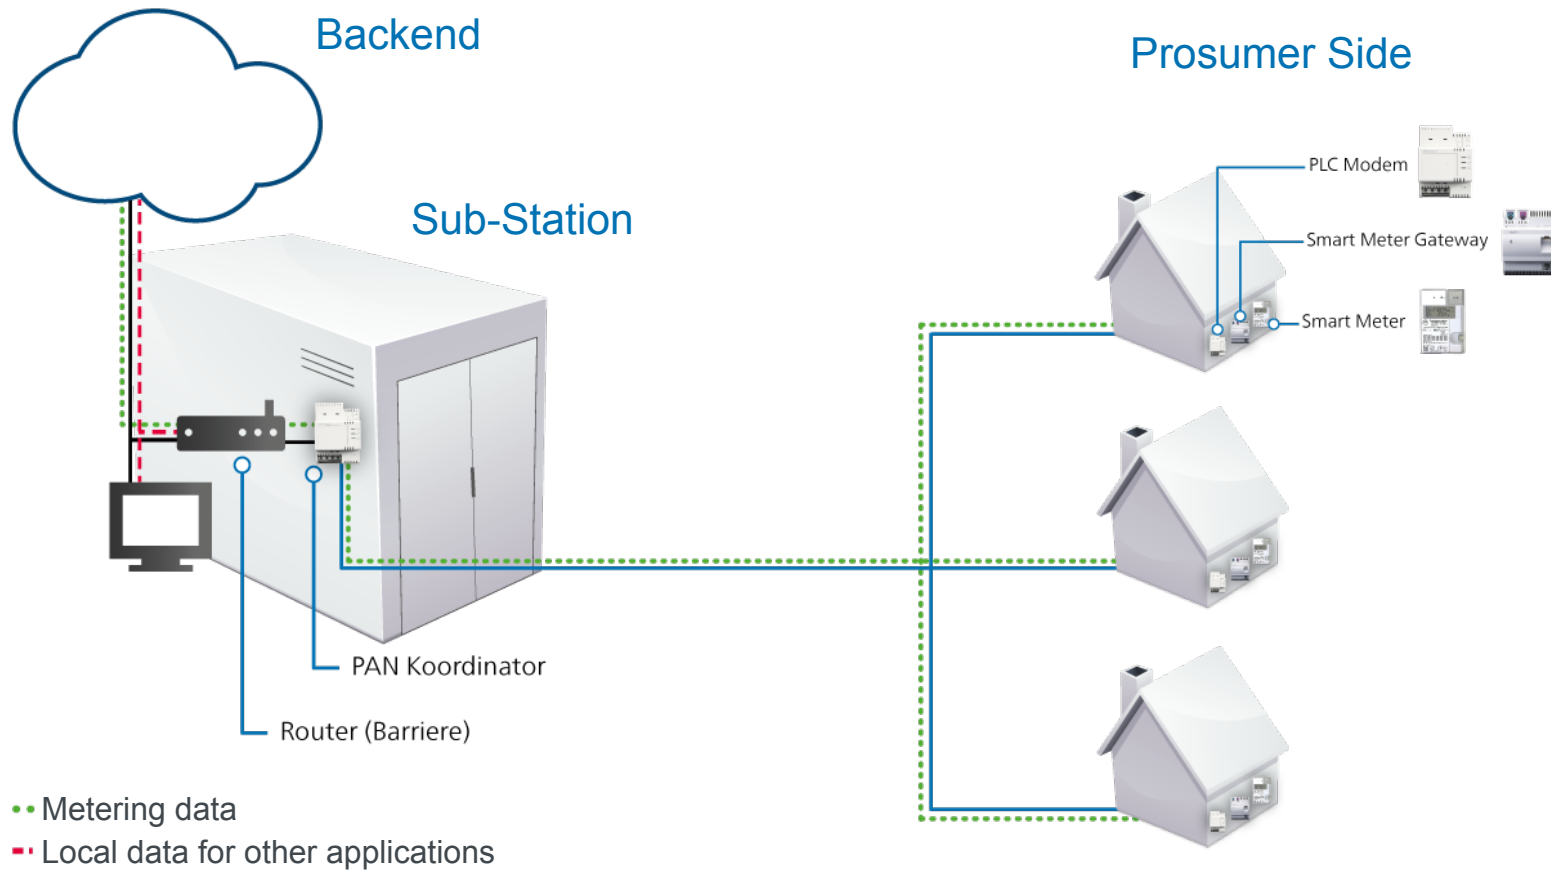 Backend
Prosumer Side
PLC Modem
Sub-Station
Smart Meter Gateway
Smart Meter
PAN Koordinator
Router (Barriere)
Metering data
Local data for other applications